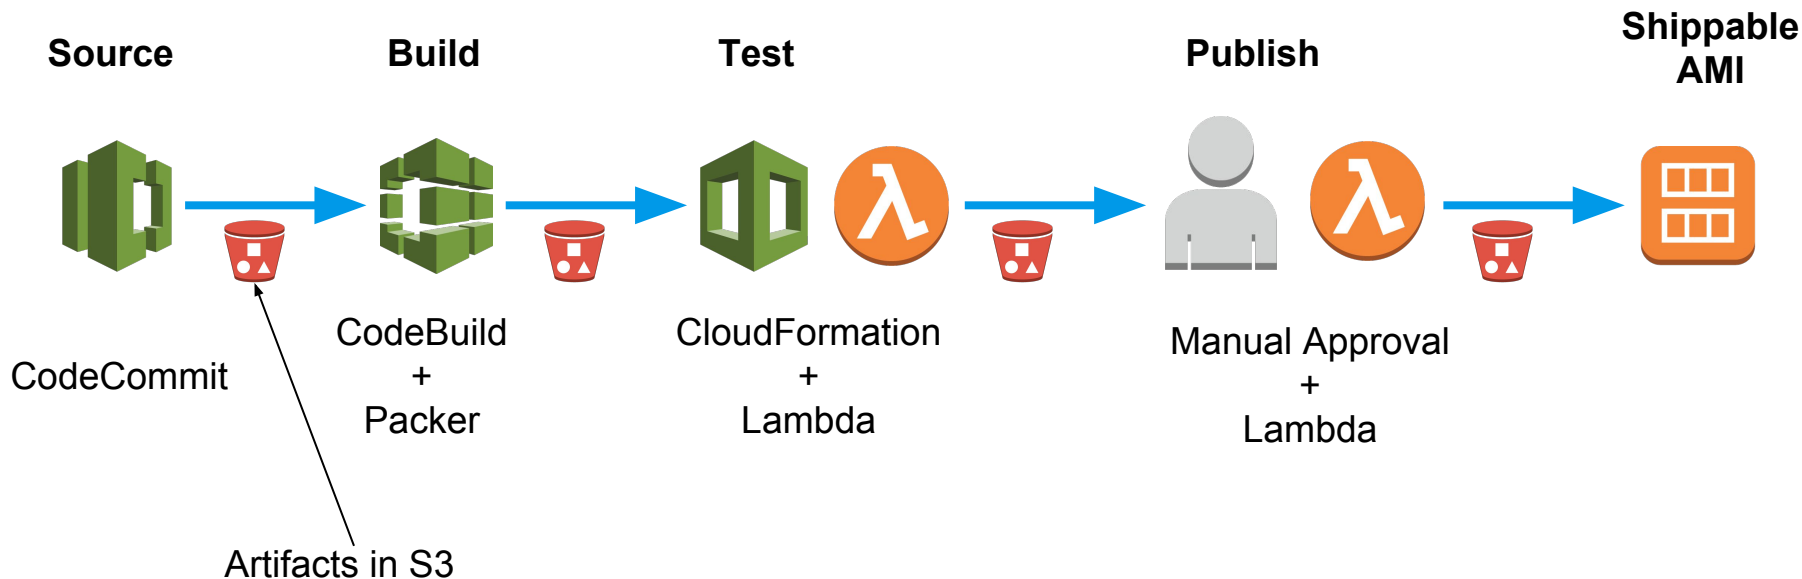 Source
Build
Test
Publish
Shippable
AMI
CodeCommit
CodeBuild
+
Packer
CloudFormation
+
Lambda
Manual Approval
+
Lambda
Artifacts in S3